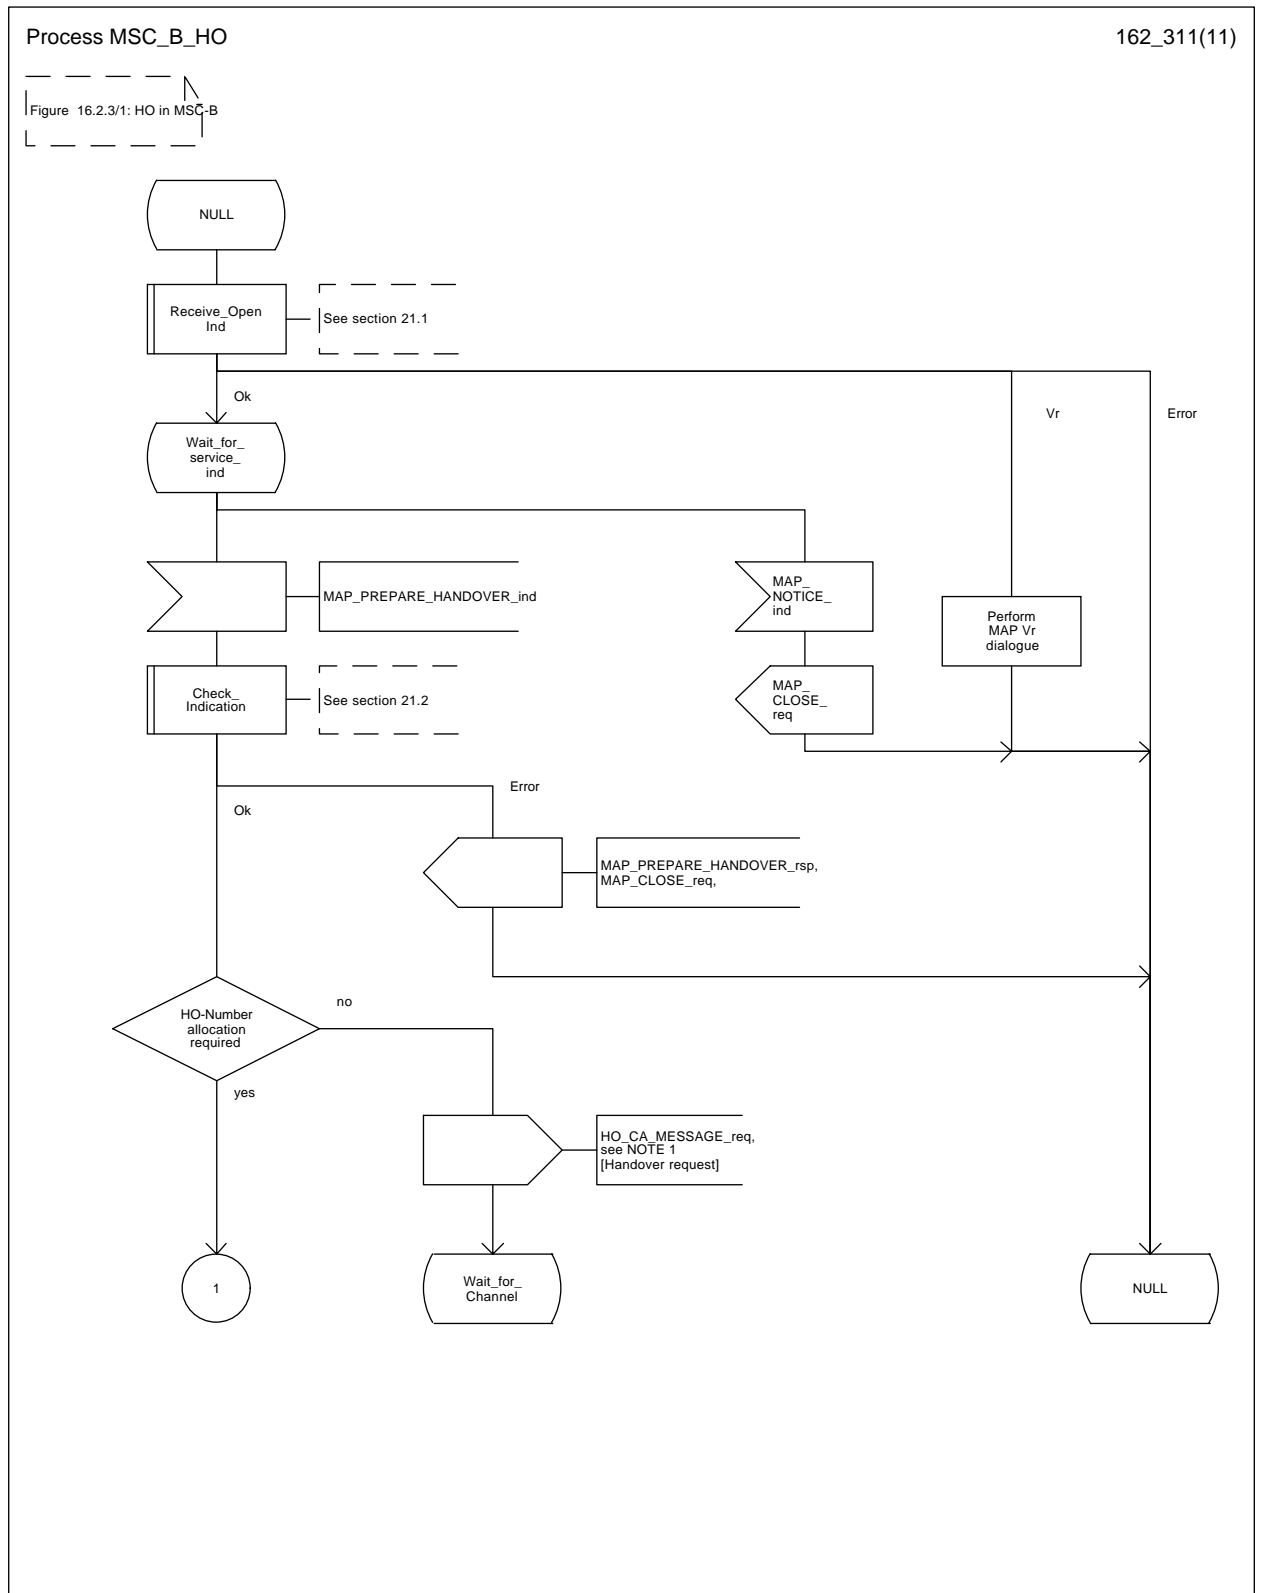 Process MSC_B_HO
162_311(11)
Figure 16.2.3/1: HO in MSC-B
NULL
Receive_Open
Ind
See section 21.1
Ok
Vr
Error
Wait_for_
service_
ind
MAP_PREPARE_HANDOVER_ind
MAP_
NOTICE_
ind
Perform
MAP Vr
dialogue
Check_
Indication
See section 21.2
MAP_
CLOSE_
req
Error
Ok
MAP_PREPARE_HANDOVER_rsp,
MAP_CLOSE_req,
HO-Number
allocation
required
no
yes
HO_CA_MESSAGE_req,
see NOTE 1
[Handover request]
1
Wait_for_
Channel
NULL